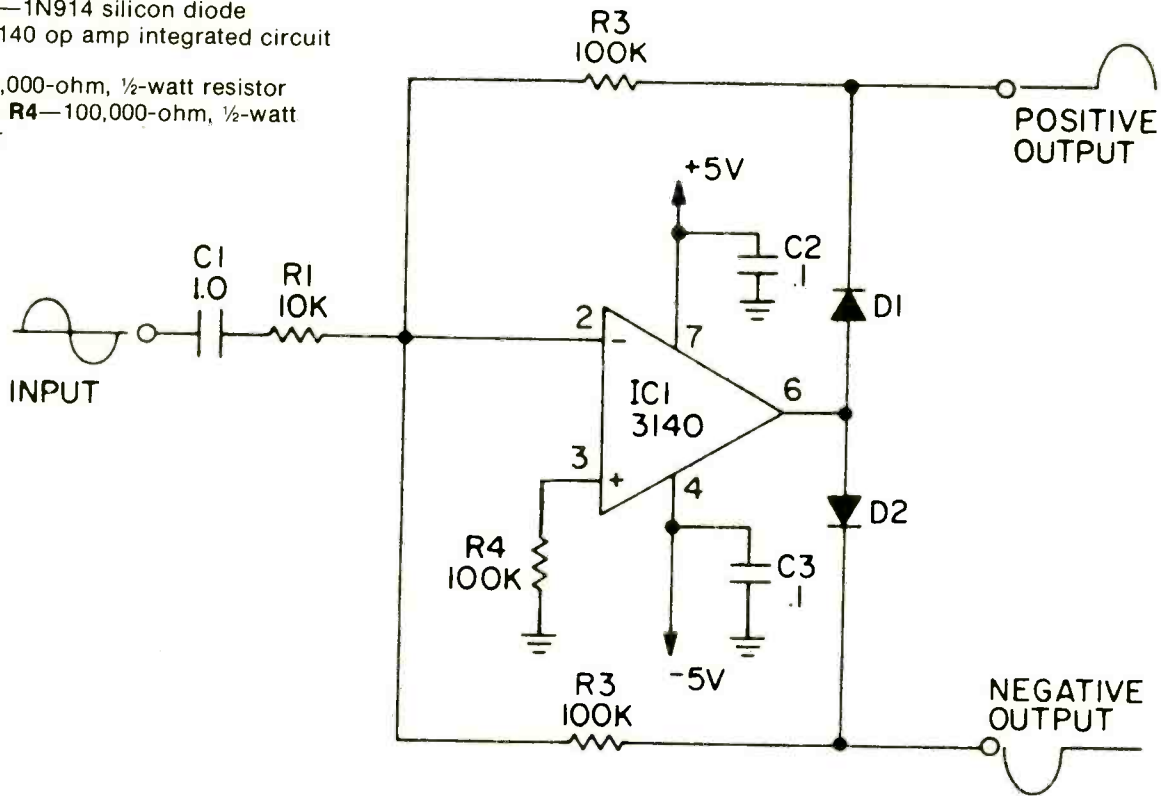 —1N914 silicon diode
140 op amp integrated circuit
,000-ohm, ½-watt resistor
R4—100,000-ohm, ½-watt
R3
100K
POSITIVE
OUTPUT
+5V
C2
.1
C1
1.0
R1
10K
D1
2
−
7
INPUT
IC1
3140
6
3
+
4
D2
R4
100K
C3
.1
-5V
R3
100K
NEGATIVE
OUTPUT